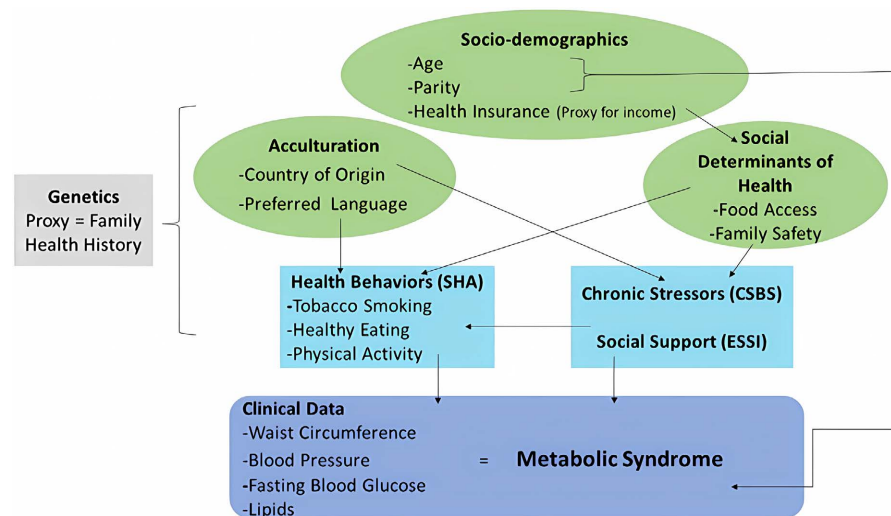 Socio-demographics
-Age
-Parity
-Health Insurance (Proxy for income)
Acculturation
-Country of Origin
-Preferred Language
Social
Determinants of
Health
-Food Access
-Family Safety
Genetics
Proxy = Family
Health History
Health Behaviors (SHA)
-Tobacco Smoking
-Healthy Eating
-Physical Activity
Chronic Stressors (CSBS)
Social Support (ESSI)
Clinical Data
-Waist Circumference
-Blood Pressure
-Fasting Blood Glucose
-Lipids
= Metabolic Syndrome